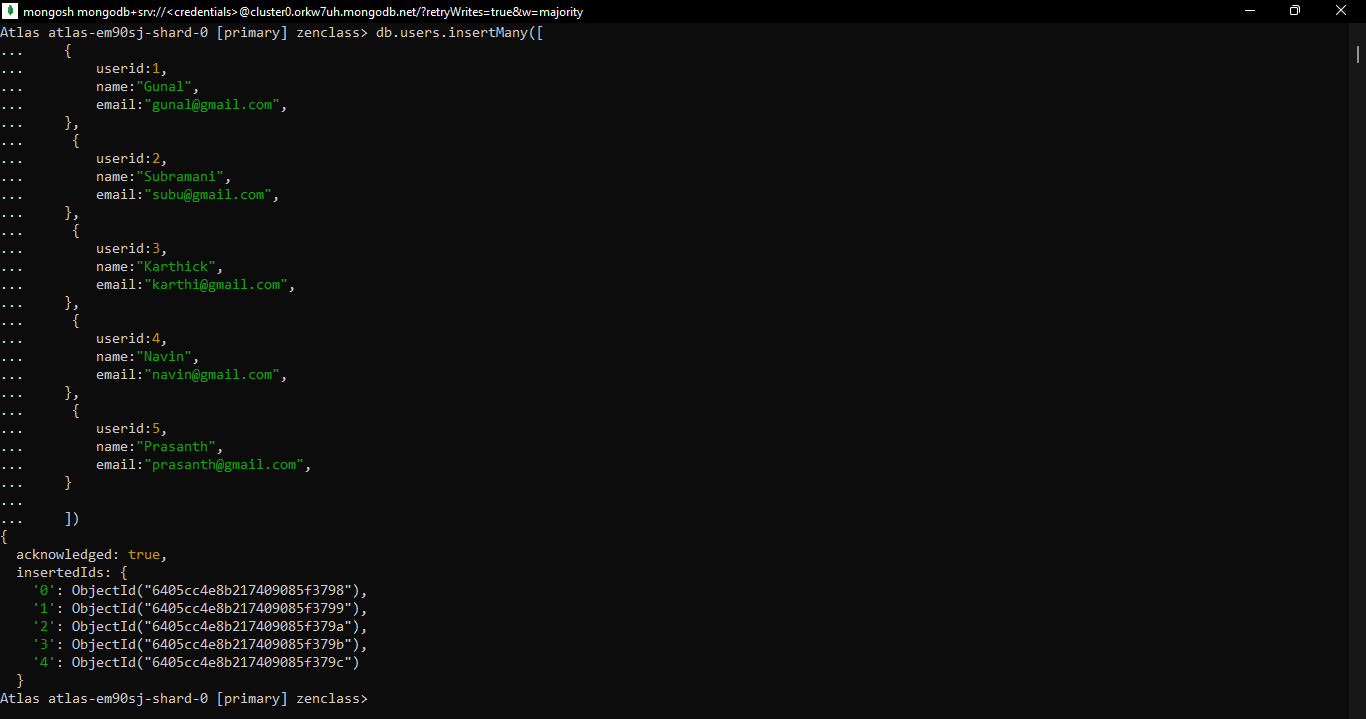 mongosh mongodb+srv://<credentials>@cluster0.orkw7uh.mongodb.net/?retryWrites=true&w=majority
Atlas atlas-em90sj-shard-0 [primary] zenclass> db.users.insertMany([
...     {
...         userid:1,
...         name:"Gunal",
...         email:"gunal@gmail.com",
...     },
...      {
...         userid:2,
...         name:"Subramani",
...         email:"subu@gmail.com",
...     },
...      {
...         userid:3,
...         name:"Karthick",
...         email:"karthi@gmail.com",
...     },
...      {
...         userid:4,
...         name:"Navin",
...         email:"navin@gmail.com",
...     },
...      {
...         userid:5,
...         name:"Prasanth",
...         email:"prasanth@gmail.com",
...     }
...
...     ])
{
  acknowledged: true,
  insertedIds: {
    '0': ObjectId("6405cc4e8b217409085f3798"),
    '1': ObjectId("6405cc4e8b217409085f3799"),
    '2': ObjectId("6405cc4e8b217409085f379a"),
    '3': ObjectId("6405cc4e8b217409085f379b"),
    '4': ObjectId("6405cc4e8b217409085f379c")
  }
Atlas atlas-em90sj-shard-0 [primary] zenclass>